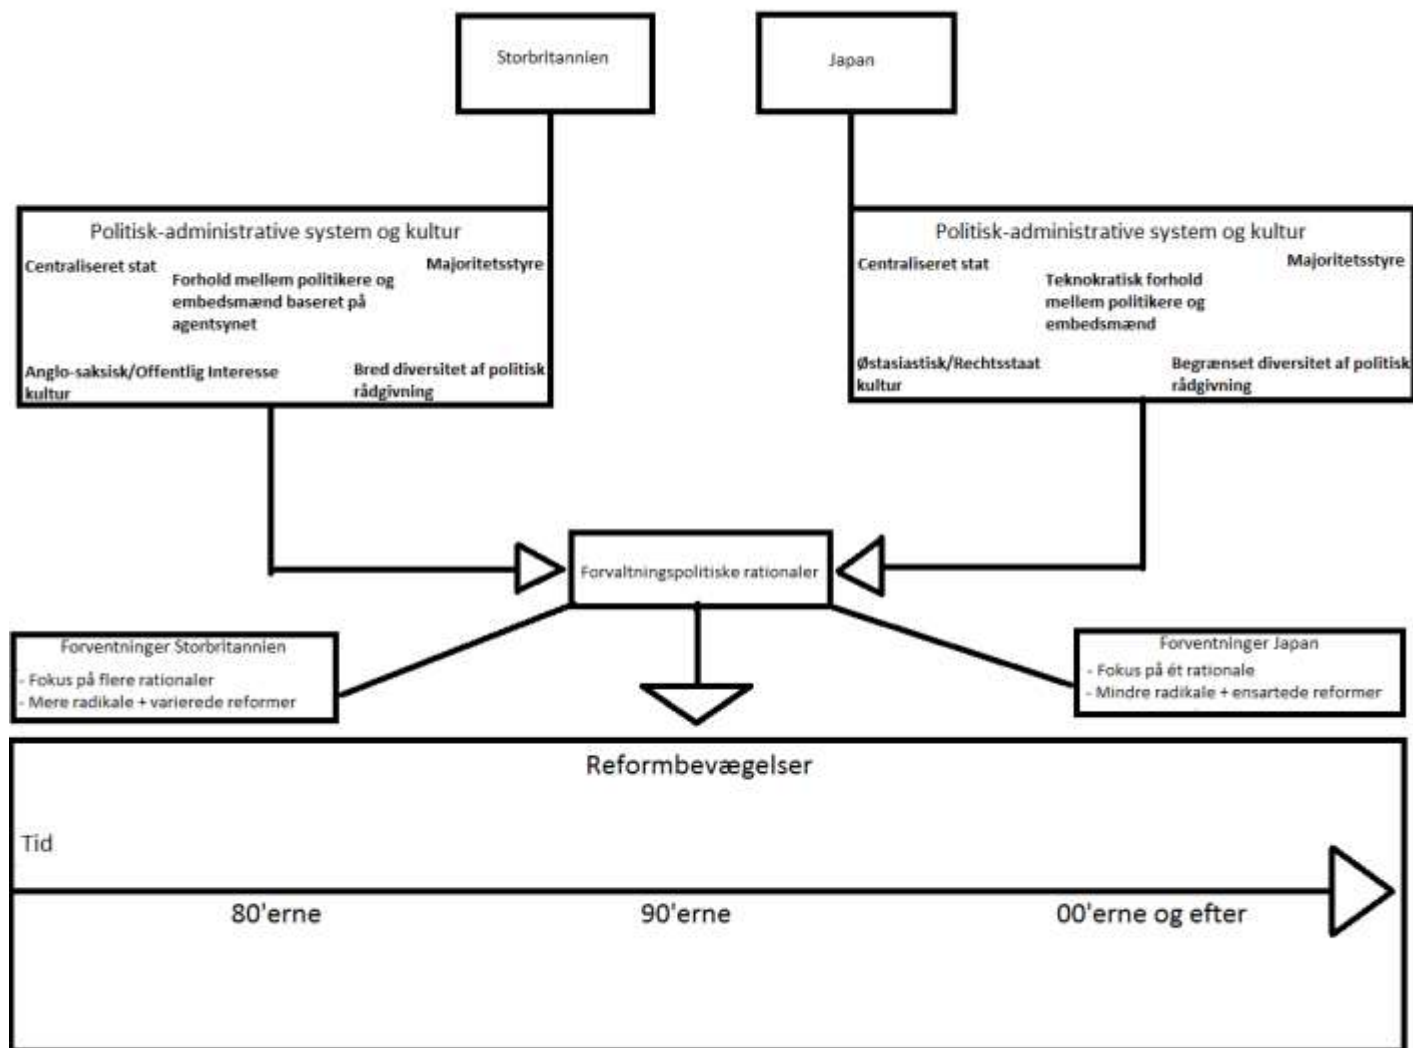 Storbritannien
Japan
Politisk-administrative system og kultur
Centraliseret stat
Majoritetsstyre
Forhold mellem politikere og
embedsmænd baseret på
agentsynet
Anglo-saksisk/Offentlig Interesse
kultur
Bred diversitet af politisk
rådgivning
Politisk-administrative system og kultur
Centraliseret stat
Majoritetsstyre
Teknokratisk forhold
mellem politikere og
embedsmænd
Østasiastisk/Rechtsstaat
kultur
Begrænset diversitet af politisk
rådgivning
Forvaltningspolitiske rationaler
Forventninger Storbritannien
- Fokus på flere rationaler
- Mere radikale + varierede reformer
Forventninger Japan
- Fokus på ét rationale
- Mindre radikale + ensartede reformer
Reformbevægelser
Tid
80'erne
90'erne
00'erne og efter